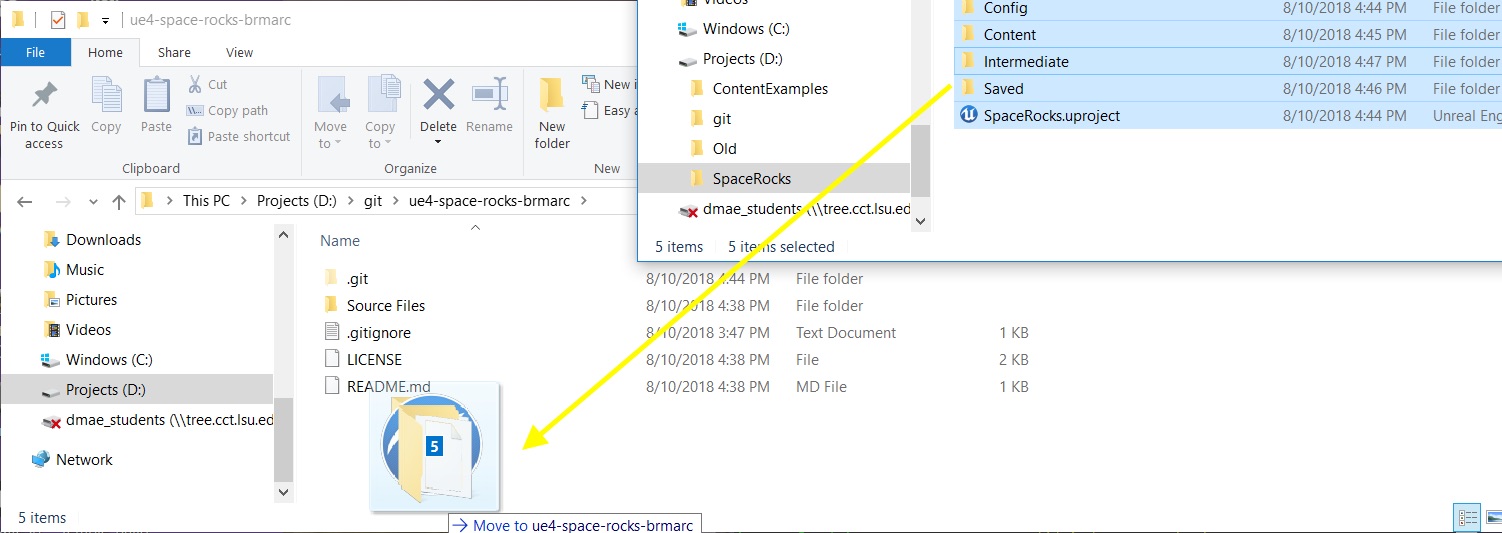 ue4-space-rocks-brmarc
File Home Share View
Pin to Quick access
Copy
Paste
Cut
Copy path
Paste shortcut
Clipboard
Move to
Copy to
Delete
Rename
Organize
New folder
New i
Easy a
New
This PC Projects (D:) git ue4-space-rocks-brmarc
Downloads
Music
Pictures
Videos
Windows (C:)
Projects (D:)
dmae_students (\\tree.cct.lsu.ed
Network
Name
.git 8/10/2018 4:44 PM File folder
Source Files 8/10/2018 4:38 PM File folder
.gitignore 8/10/2018 3:47 PM Text Document 1 KB
LICENSE 8/10/2018 4:38 PM File 2 KB
README.md 8/10/2018 4:38 PM MD File 1 KB
5
Move to ue4-space-rocks-brmarc
5 items
Videos
Windows (C:)
Projects (D:)
ContentExamples
git
Old
SpaceRocks
dmae_students (\\tree.cct.lsu.ed
5 items 5 items selected
Config 8/10/2018 4:44 PM File folder
Content 8/10/2018 4:45 PM File folder
Intermediate 8/10/2018 4:47 PM File folder
Saved 8/10/2018 4:46 PM File folder
SpaceRocks.uproject 8/10/2018 4:44 PM Unreal Eng